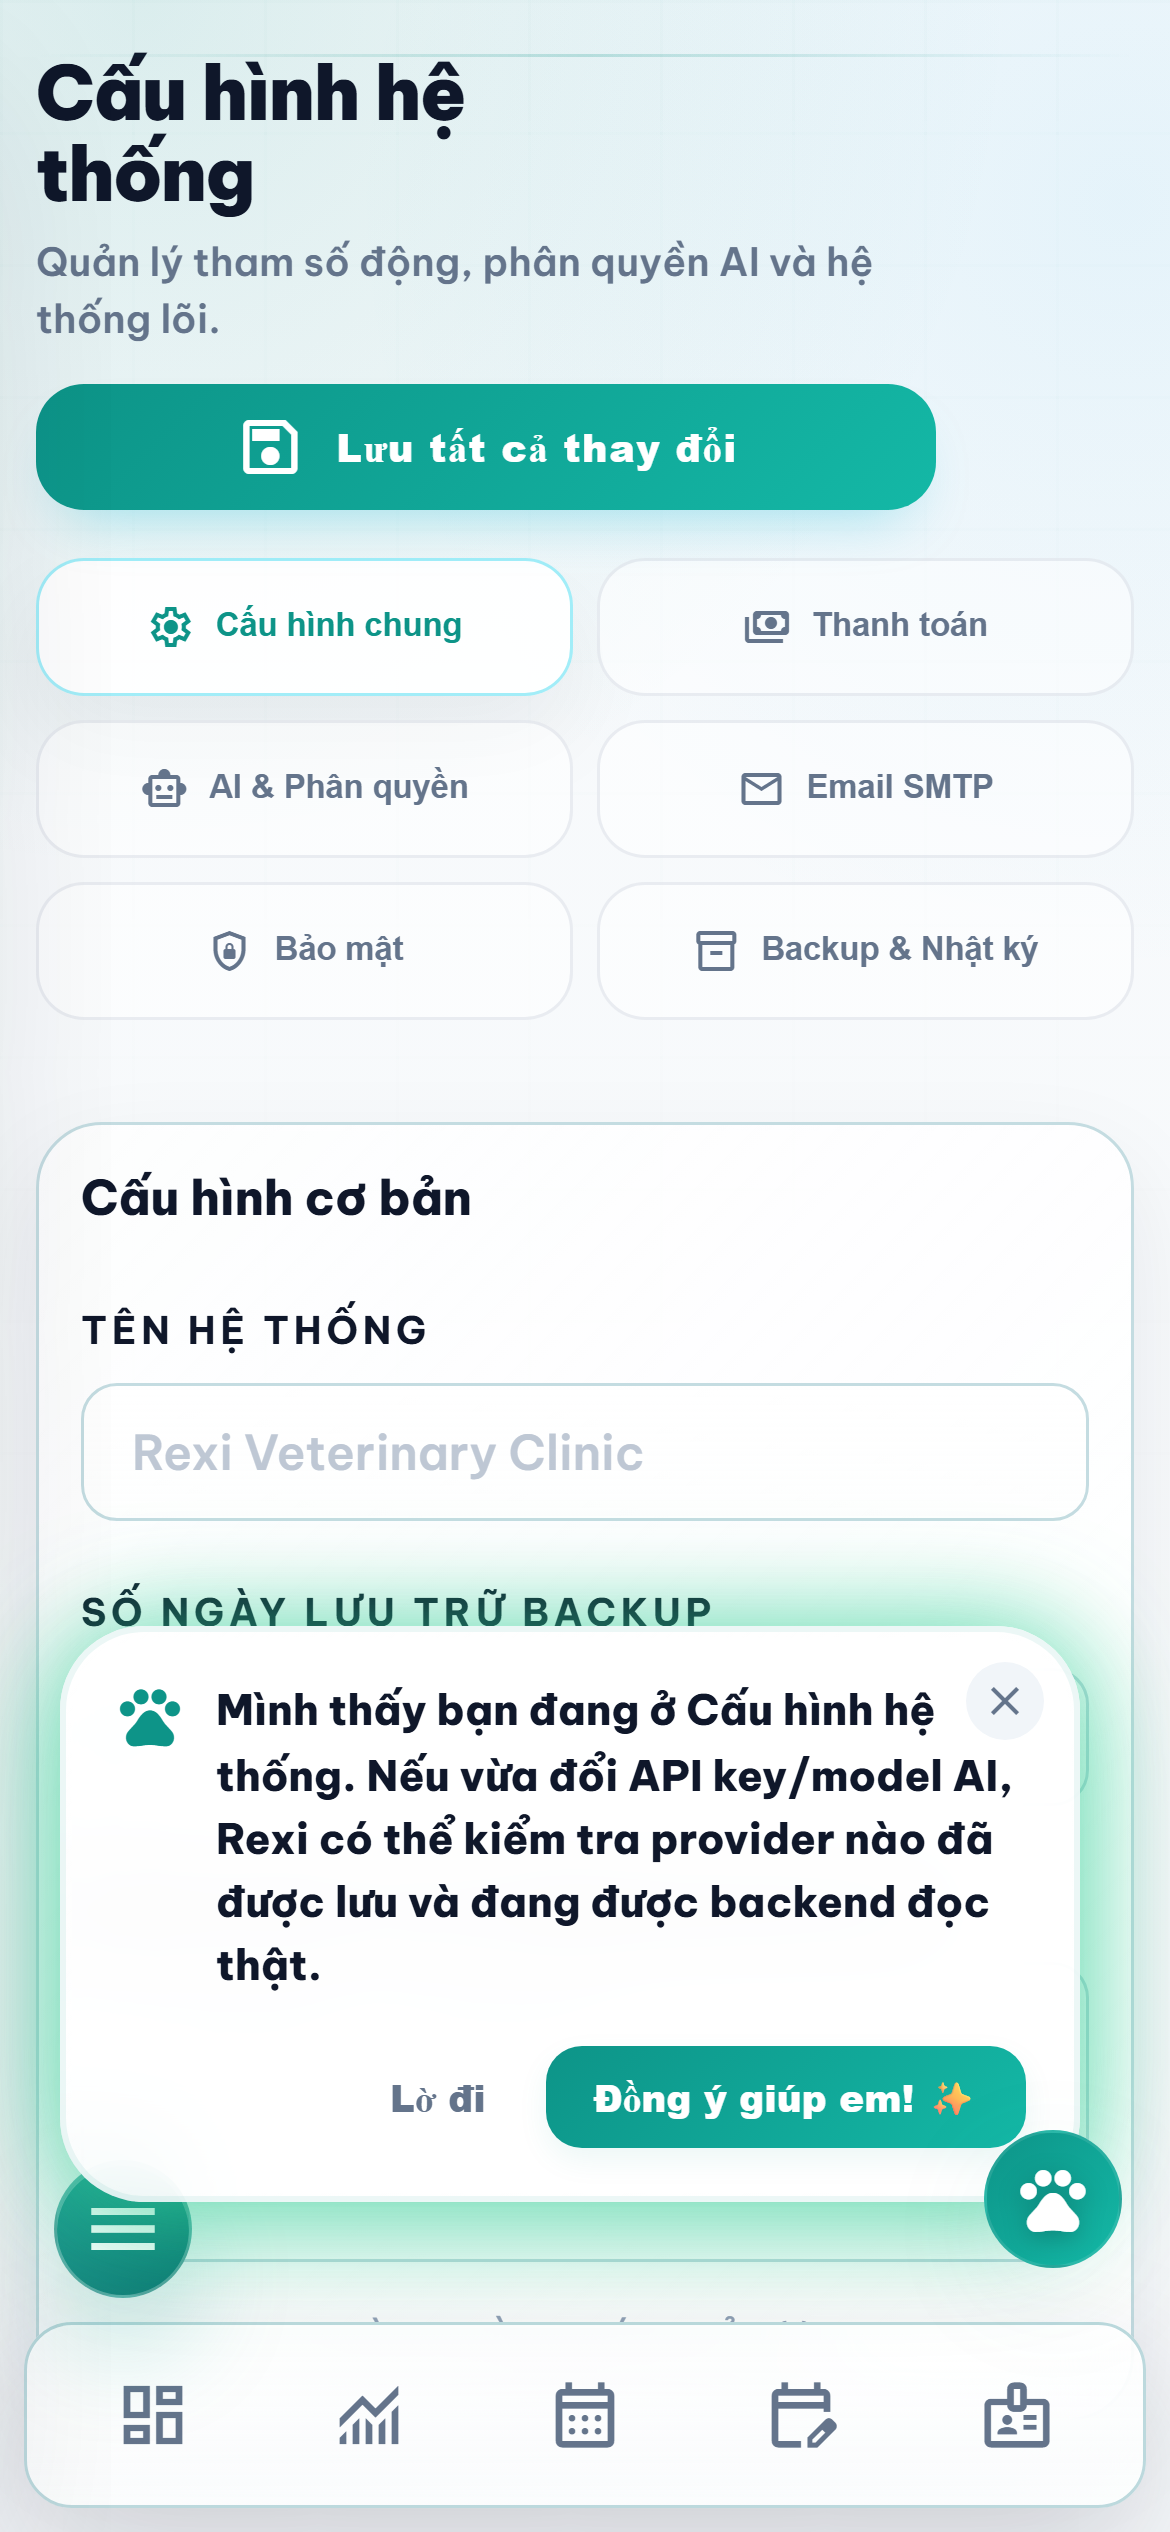 Cấu hình hệ
thống
Quản lý tham số động, phân quyền AI và hệ
thống lõi.
Lưu tất cả thay đổi
Cấu hình chung
Thanh toán
AI & Phân quyền
Email SMTP
Bảo mật
Backup & Nhật ký
Cấu hình cơ bản
TÊN HỆ THỐNG
Rexi Veterinary Clinic
SỐ NGÀY LƯU TRỮ BACKUP
Mình thấy bạn đang ở Cấu hình hệ
thống. Nếu vừa đổi API key/model AI,
Rexi có thể kiểm tra provider nào đã
được lưu và đang được backend đọc
thật.
Lờ đi
Đồng ý giúp em! ✨